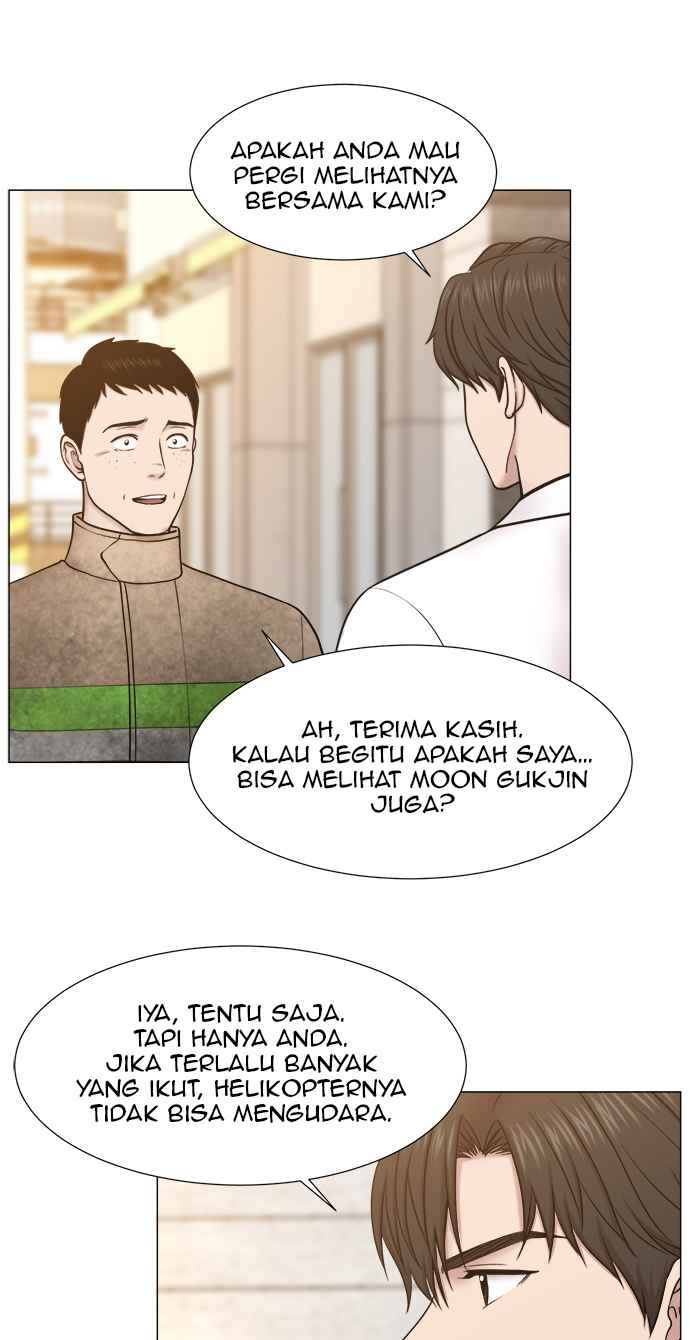 APAKAH ANDA MAU
PERGI MELIHATNYA
BERSAMA KAMI?
AH, TERIMA KASIH.
KALAU BEGITU APAKAH SAYA...
BISA MELIHAT MOON GUKJIN
JUGA?
IYA, TENTU SAJA.
TAPI HANYA ANDA.
JIKA TERLALU BANYAK
YANG IKUT, HELIKOPTERNYA
TIDAK BISA MENGUDARA.